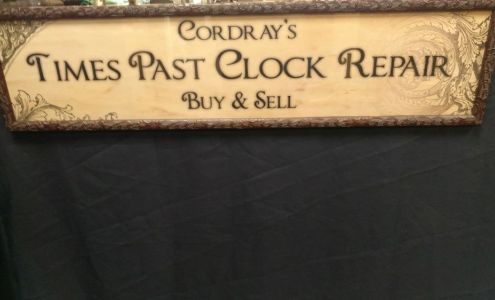 Cordray's
Times Past Clock Repair
Buy & Sell